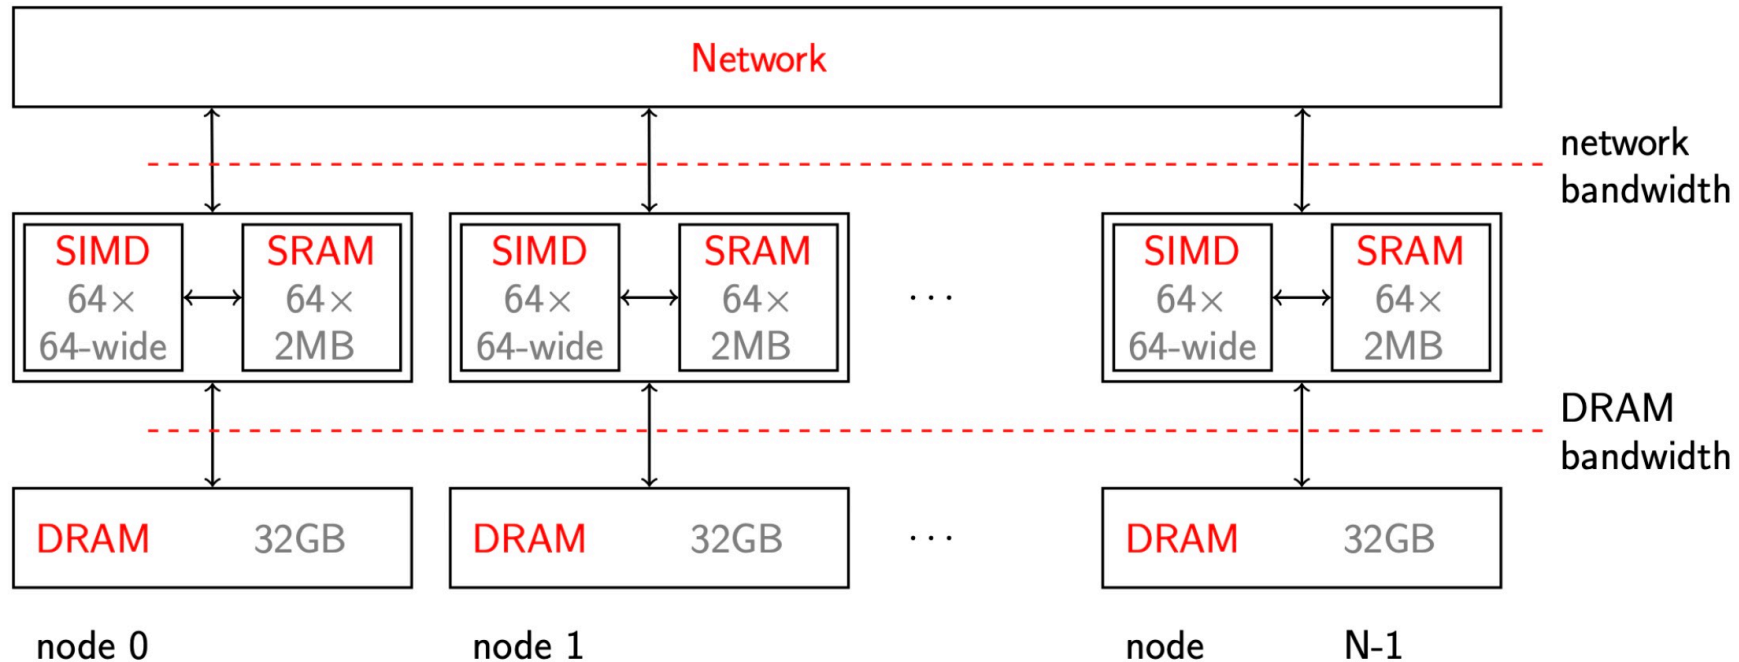 Network
network
bandwidth
SIMD SRAM SIMD SRAM SIMD SRAM
64× 64× 64× 64× ... 64× 64×
64-wide 2MB 64-wide 2MB 64-wide 2MB
DRAM
bandwidth
DRAM 32GB DRAM 32GB ... DRAM 32GB
node 0 node 1 node N-1